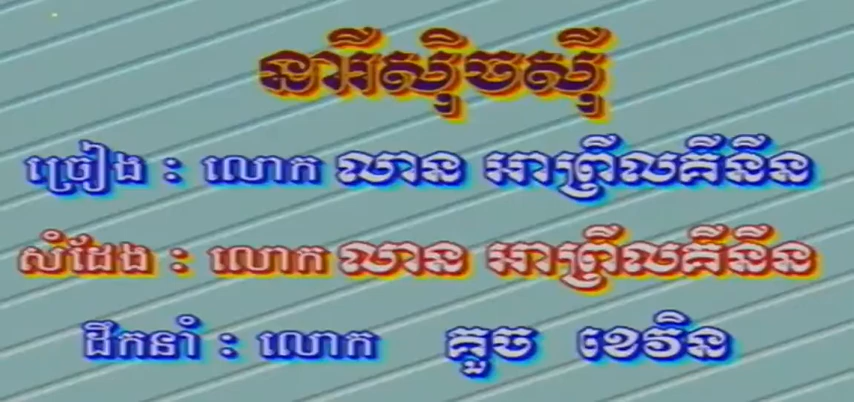 នារីស៊ិចស៊ី
ច្រៀង : លោក លាន អាព្រីលគីនីន
សំដែង : លោក លាន អាព្រីលគីនីន
ដឹកនាំ : លោក គួច ខេវិន